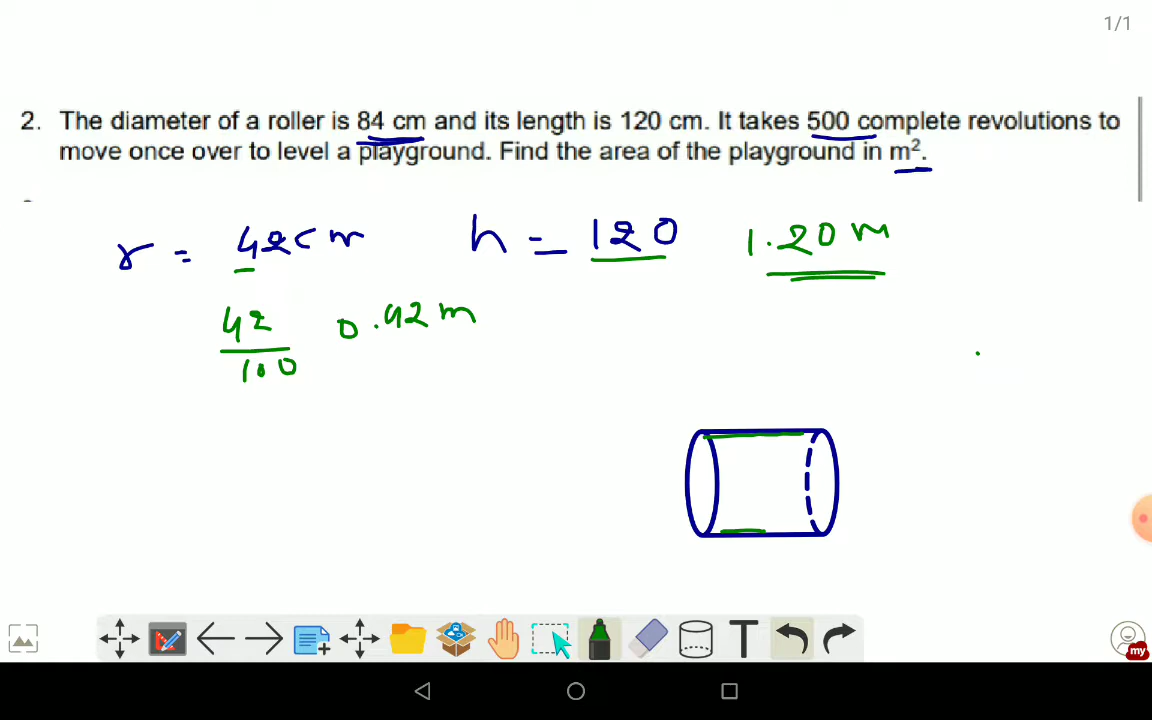 1/1
2. The diameter of a roller is 84 cm and its length is 120 cm. It takes 500 complete revolutions to
move once over to level a playground. Find the area of the playground in m².
r = 42cm h = 120 1.20 m
42 0.42 m
100
T
my